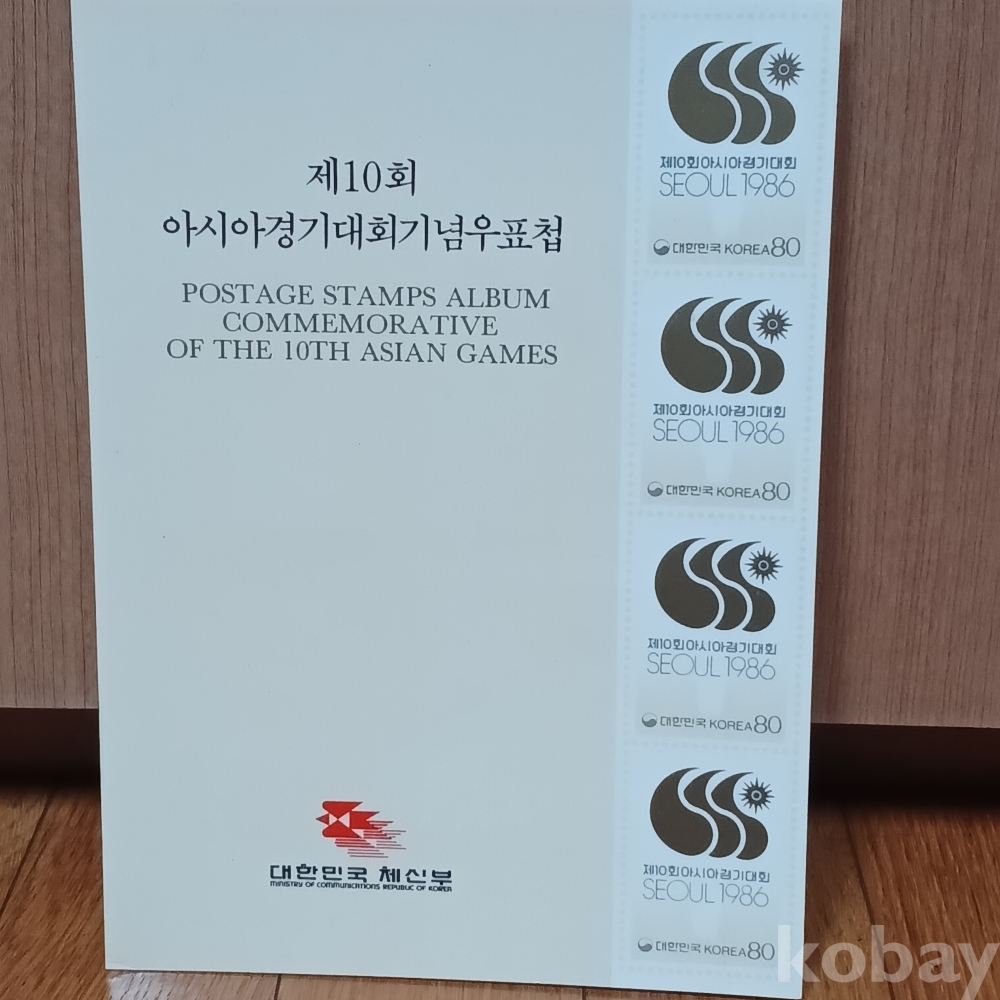 제10회
아시아경기대회기념우표첩
POSTAGE STAMPS ALBUM
COMMEMORATIVE
OF THE 10TH ASIAN GAMES
대한민국 체신부
MINISTRY OF COMMUNICATIONS REPUBLIC OF KOREA
제10회아시아경기대회
SEOUL 1986
대한민국 KOREA 80
제10회아시아경기대회
SEOUL 1986
대한민국 KOREA 80
제10회아시아경기대회
SEOUL 1986
대한민국 KOREA 80
제10회아시아경기대회
SEOUL 1986
대한민국 KOREA 80
kobay